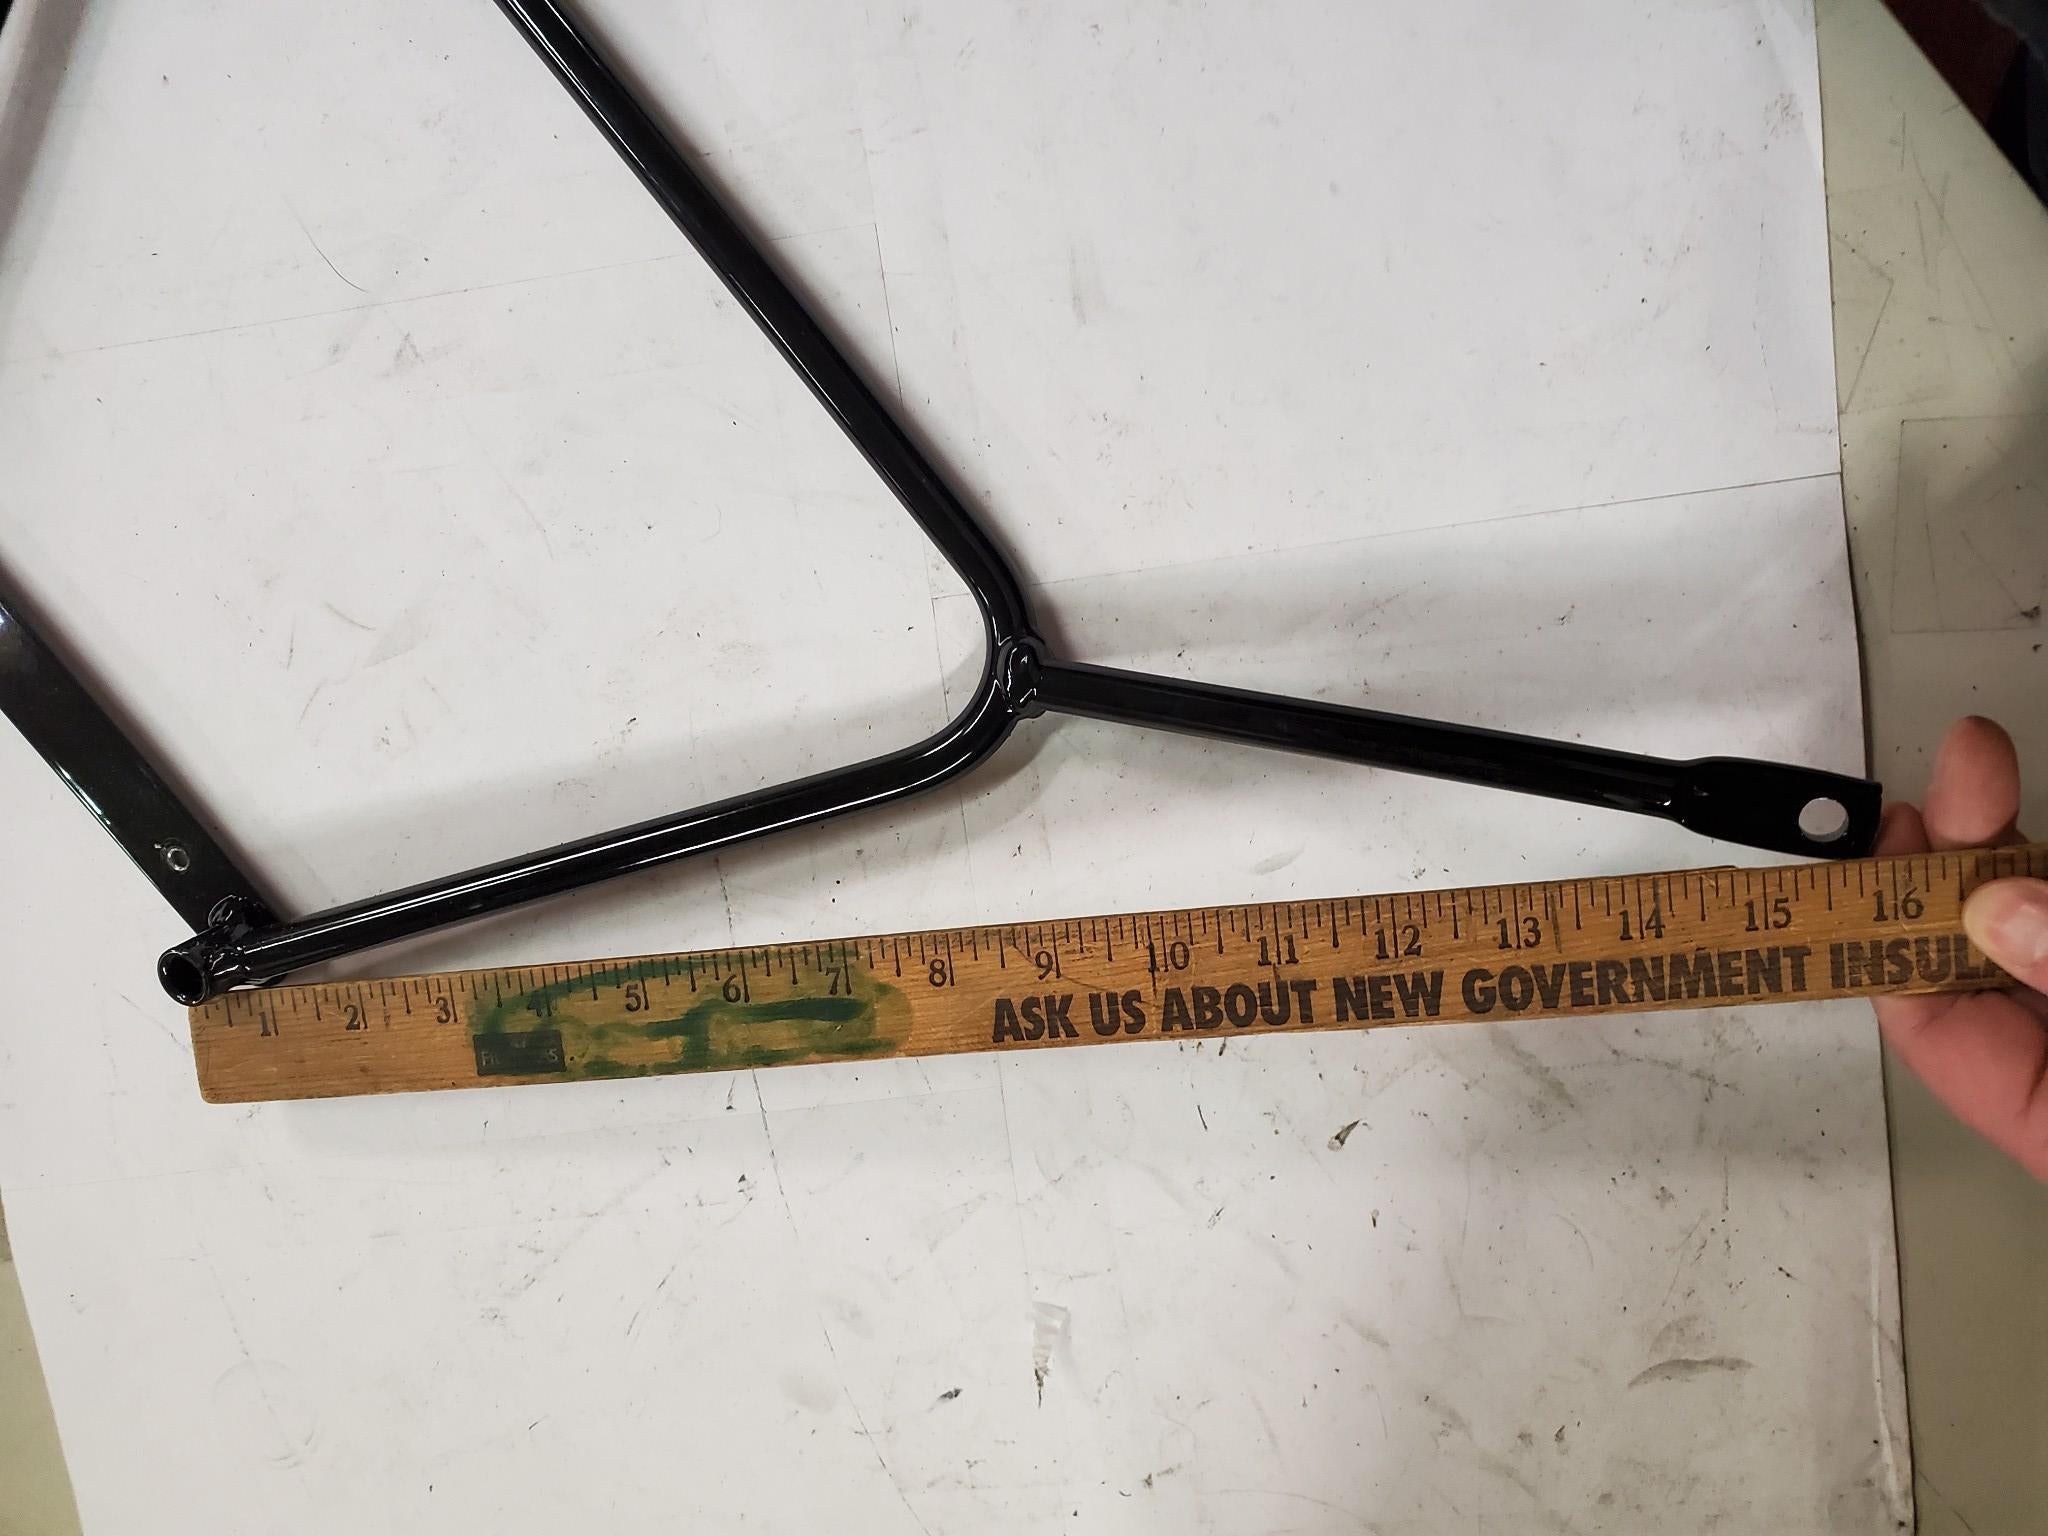 1 2 3 4 5 6 7 8 9 10 11 12 13 14 15 16
ASK US ABOUT NEW GOVERNMENT INSULA